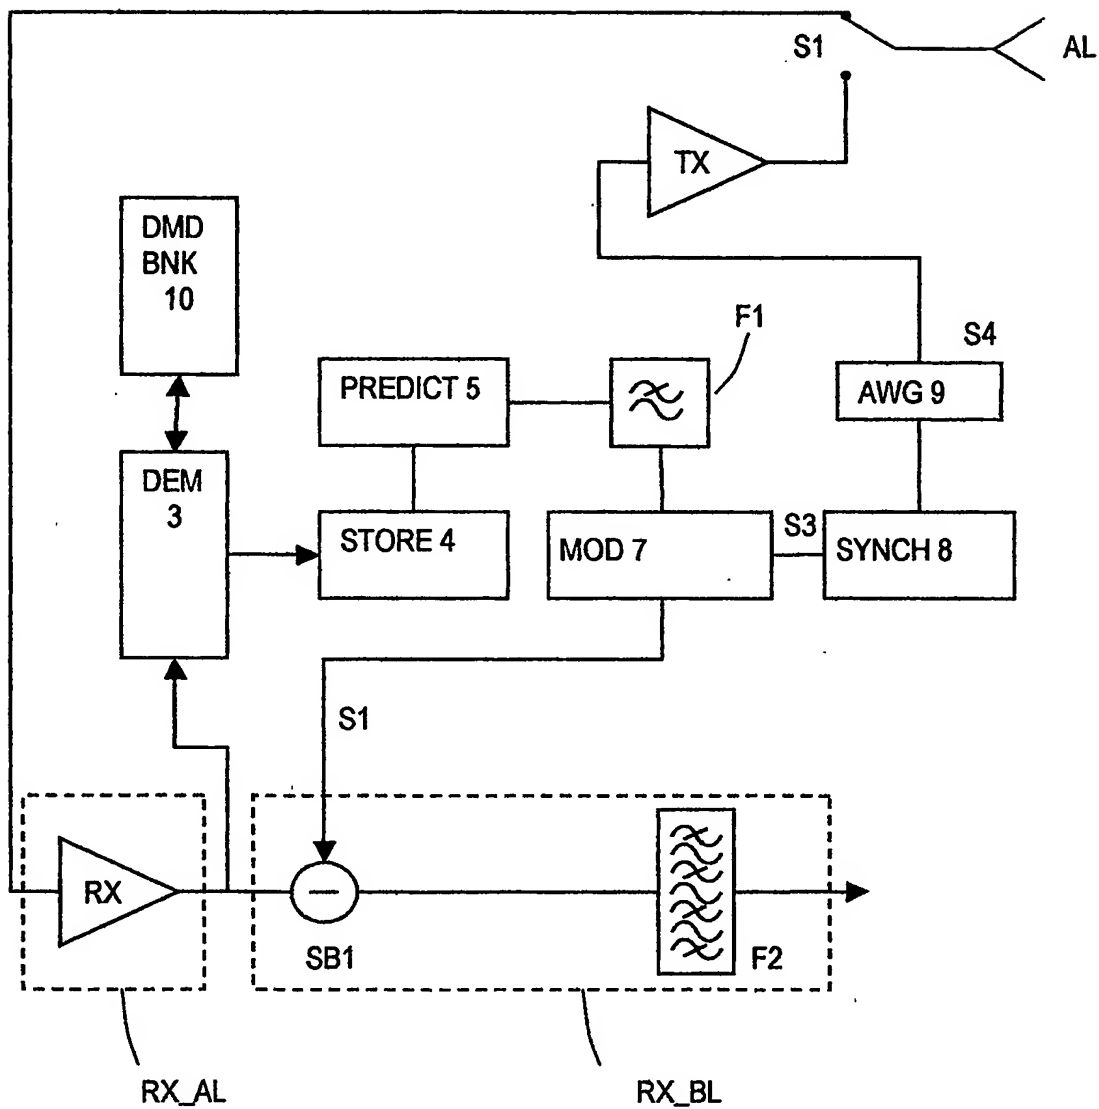 S1
AL
TX
DMD
BNK
10
F1
S4
PREDICT 5
AWG 9
DEM
3
STORE 4
MOD 7
S3
SYNCH 8
S1
RX
SB1
F2
RX_AL
RX_BL